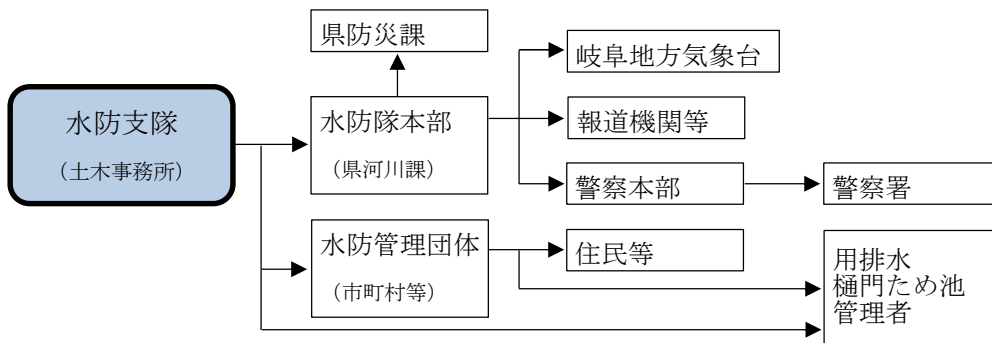 県防災課
岐阜地方気象台
水防支隊
(土木事務所)
水防隊本部
(県河川課)
報道機関等
警察本部
警察署
水防管理団体
(市町村等)
住民等
用排水
樋門ため池
管理者